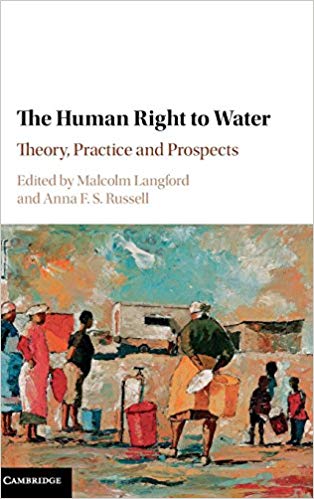 The Human Right to Water
Theory, Practice and Prospects
Edited by Malcolm Langford
and Anna F. S. Russell
CAMBRIDGE